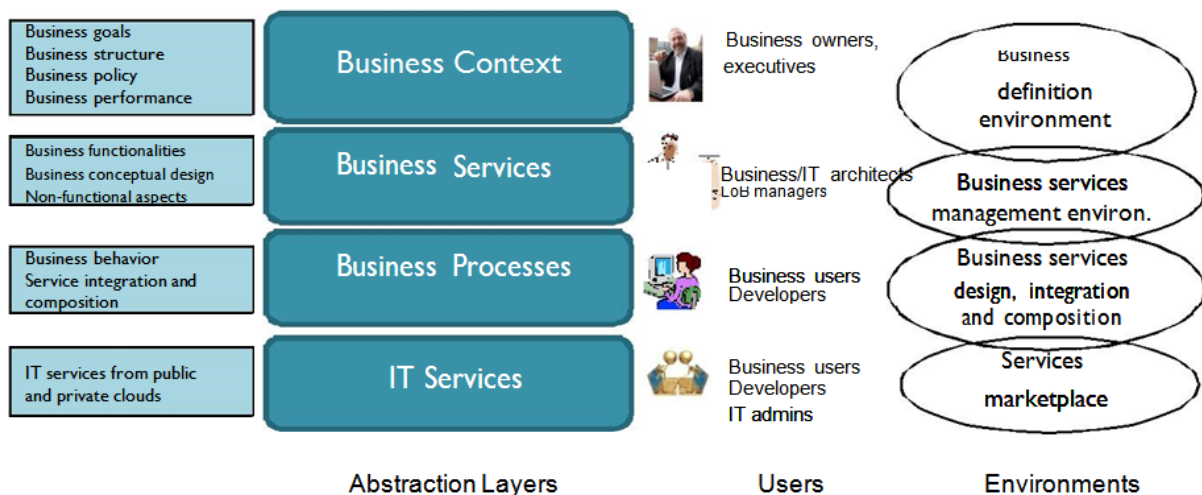 Business goals
Business structure
Business policy
Business performance
Business Context
Business owners,
executives
Business
definition
environment
Business functionalities
Business conceptual design
Non-functional aspects
Business Services
Business/IT architects
LoB managers
Business services
management environ.
Business behavior
Service integration and
composition
Business Processes
Business users
Developers
Business services
design, integration
and composition
IT services from public
and private clouds
IT Services
Business users
Developers
IT admins
Services
marketplace
Abstraction Layers
Users
Environments